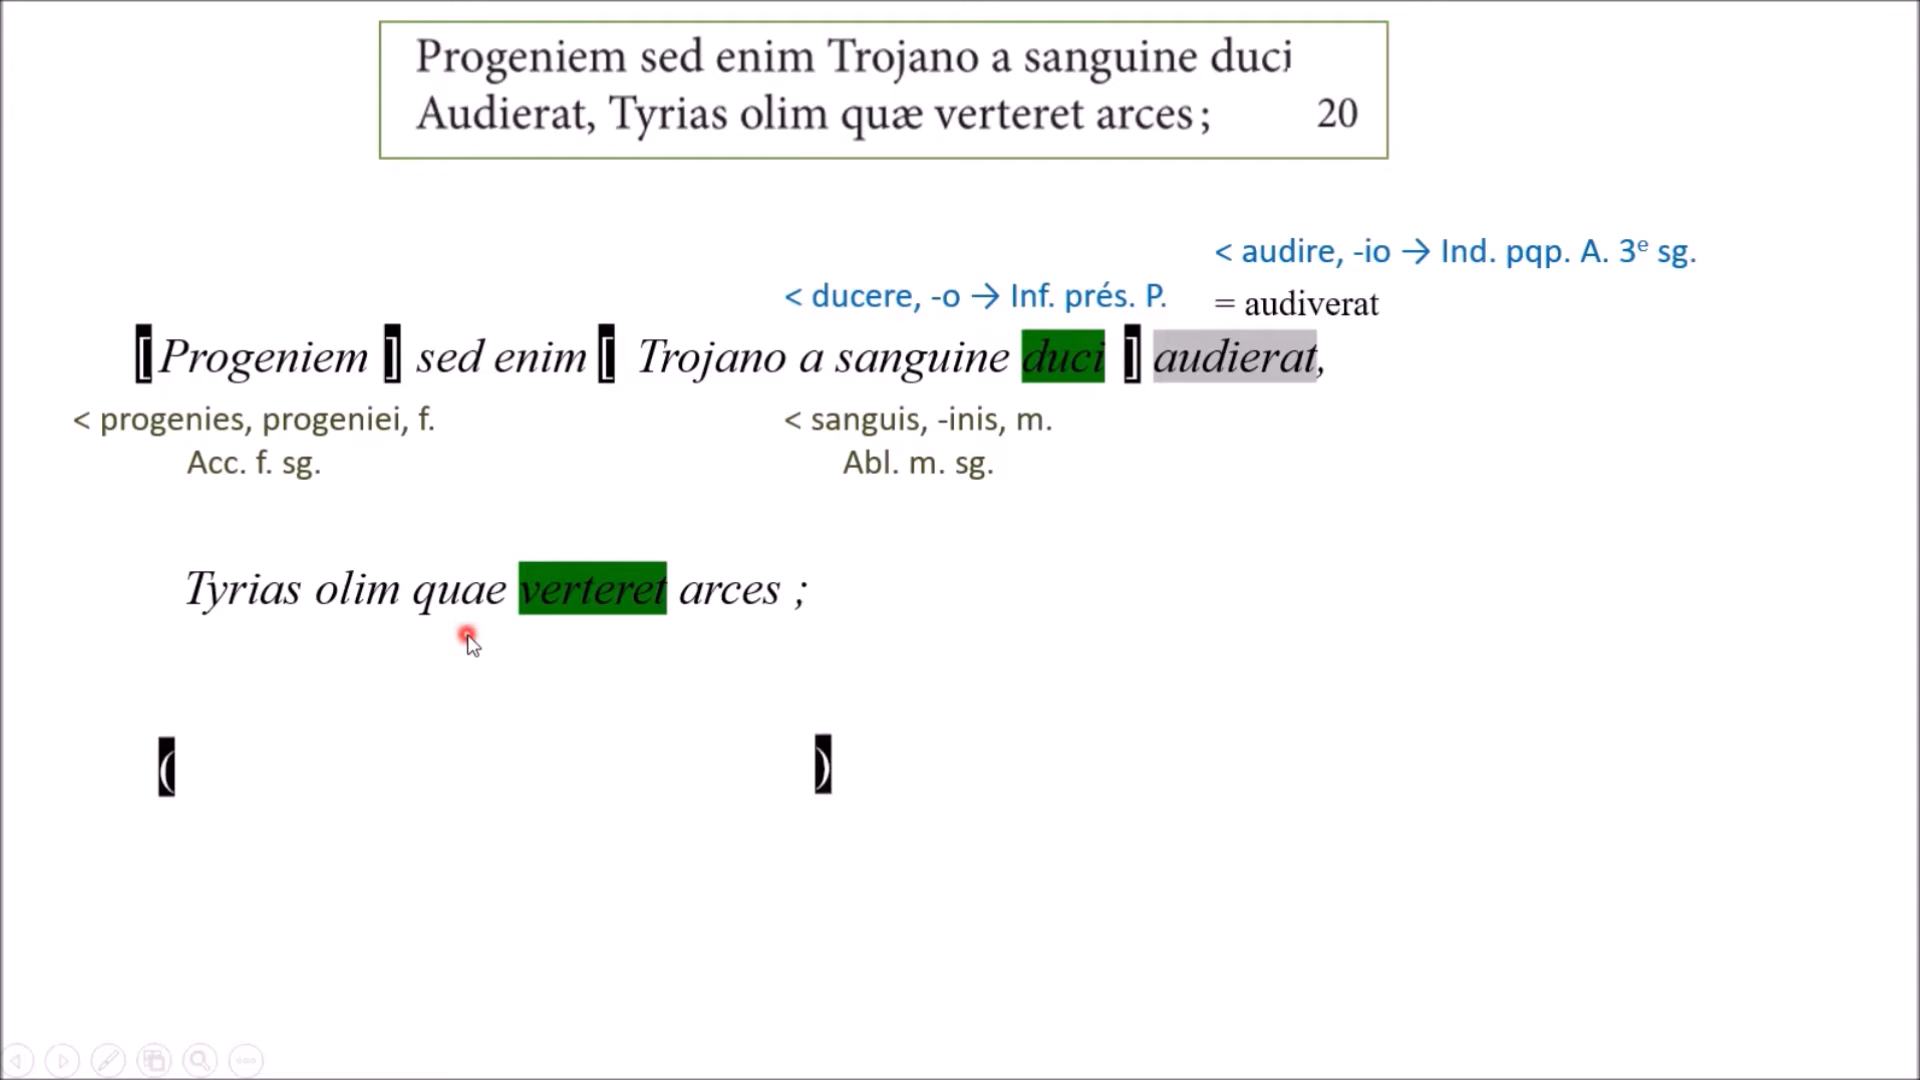 Progeniem sed enim Trojano a sanguine duci
Audierat, Tyrias olim quæ verteret arces ; 20
< audire, -io → Ind. pqp. A. 3ᵉ sg.
< ducere, -o → Inf. prés. P. = audiverat
[Progeniem ] sed enim [ Trojano a sanguine duci ] audierat,
< progenies, progeniei, f. < sanguis, -inis, m.
Acc. f. sg. Abl. m. sg.
Tyrias olim quae verteret arces ;
( )